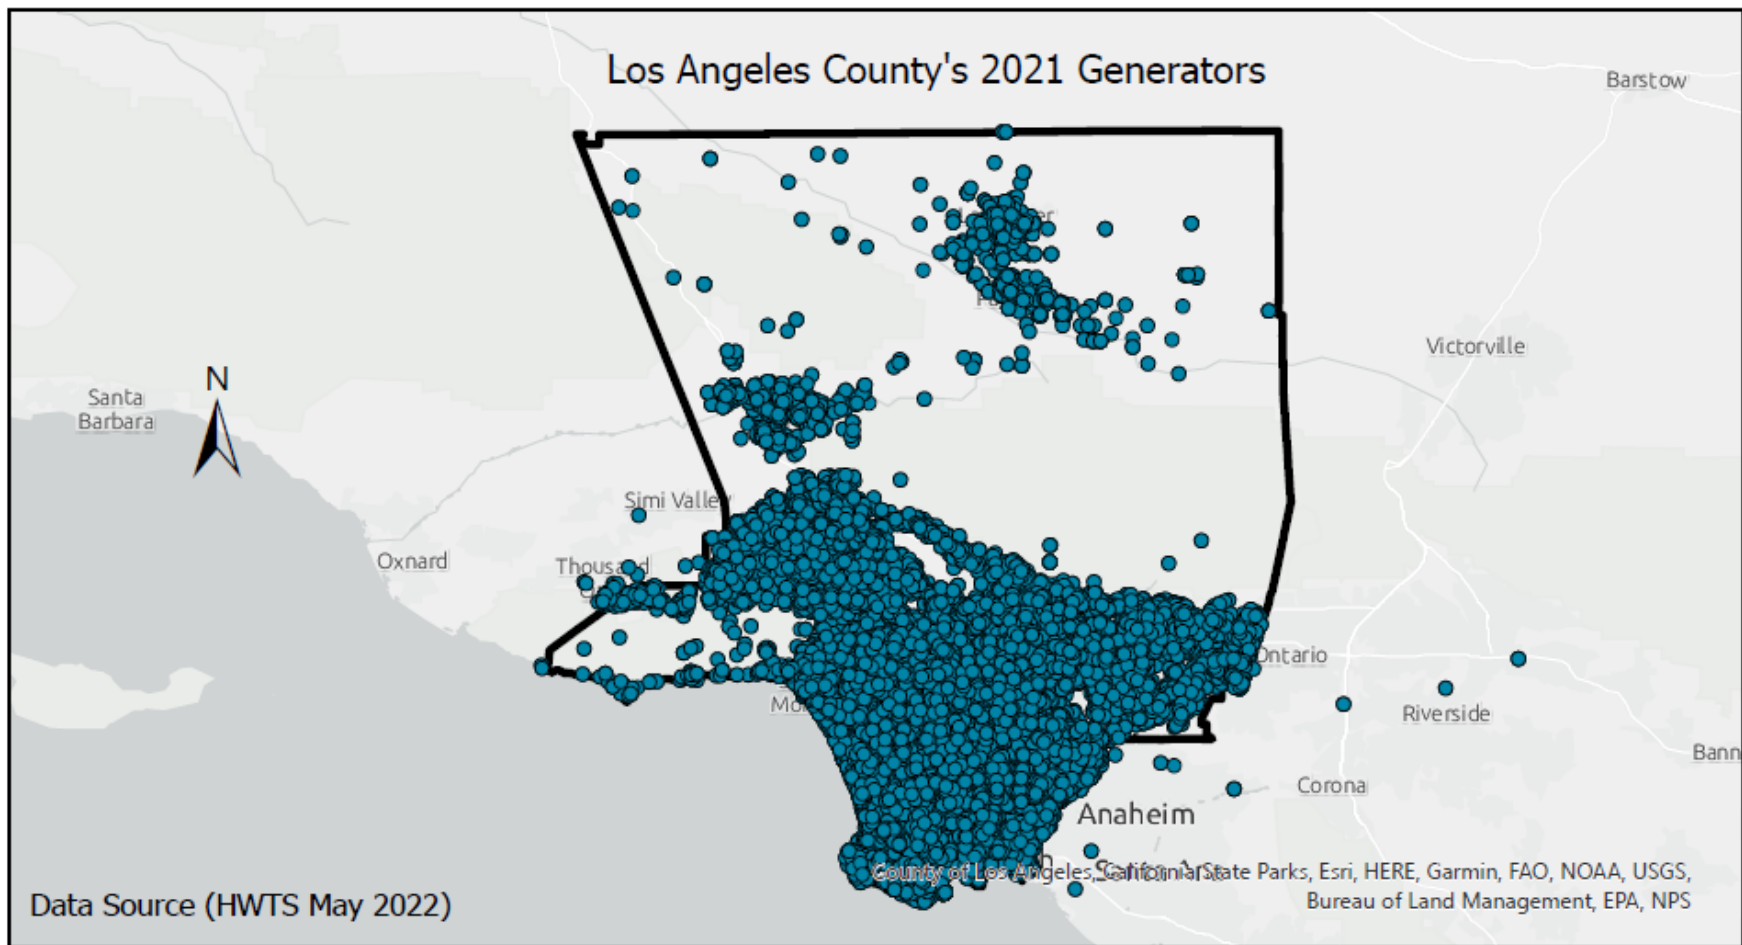 Los Angeles County's 2021 Generators
Barstow
Victorville
Santa
Barbara
N
Simi Valley
Oxnard
Thousand
Ontario
Riverside
Bann
Corona
Anaheim
County of Los Angeles, California State Parks, Esri, HERE, Garmin, FAO, NOAA, USGS,
Bureau of Land Management, EPA, NPS
Data Source (HWTS May 2022)